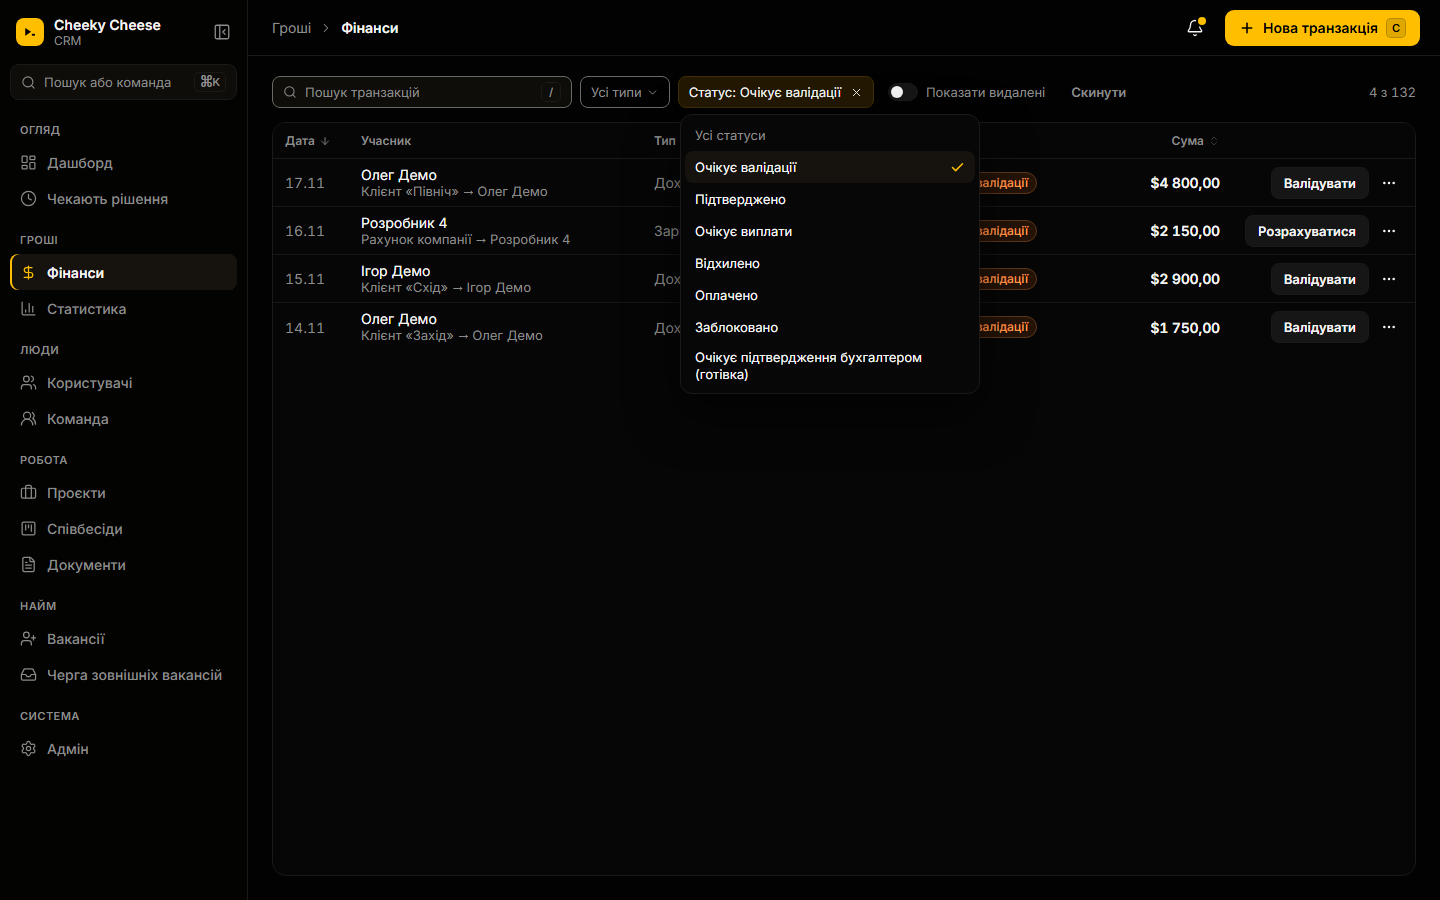 Cheeky Cheese
CRM
Пошук або команда ⌘K
ОГЛЯД
Дашборд
Чекають рішення
ГРОШІ
Фінанси
Статистика
ЛЮДИ
Користувачі
Команда
РОБОТА
Проєкти
Співбесіди
Документи
НАЙМ
Вакансії
Черга зовнішніх вакансій
СИСТЕМА
Адмін
Гроші > Фінанси
+ Нова транзакція C
Пошук транзакцій /
Усі типи
Статус: Очікує валідації ×
Показати видалені
Скинути
4 з 132
Дата ↓ Учасник Тип Сума
17.11 Олег Демо
Клієнт «Північ» → Олег Демо
Дох валідації $4 800,00 Валідувати ···
16.11 Розробник 4
Рахунок компанії → Розробник 4
Зар валідації $2 150,00 Розрахуватися ···
15.11 Ігор Демо
Клієнт «Схід» → Ігор Демо
Дох валідації $2 900,00 Валідувати ···
14.11 Олег Демо
Клієнт «Захід» → Олег Демо
Дох валідації $1 750,00 Валідувати ···
Усі статуси
Очікує валідації
Підтверджено
Очікує виплати
Відхилено
Оплачено
Заблоковано
Очікує підтвердження бухгалтером
(готівка)